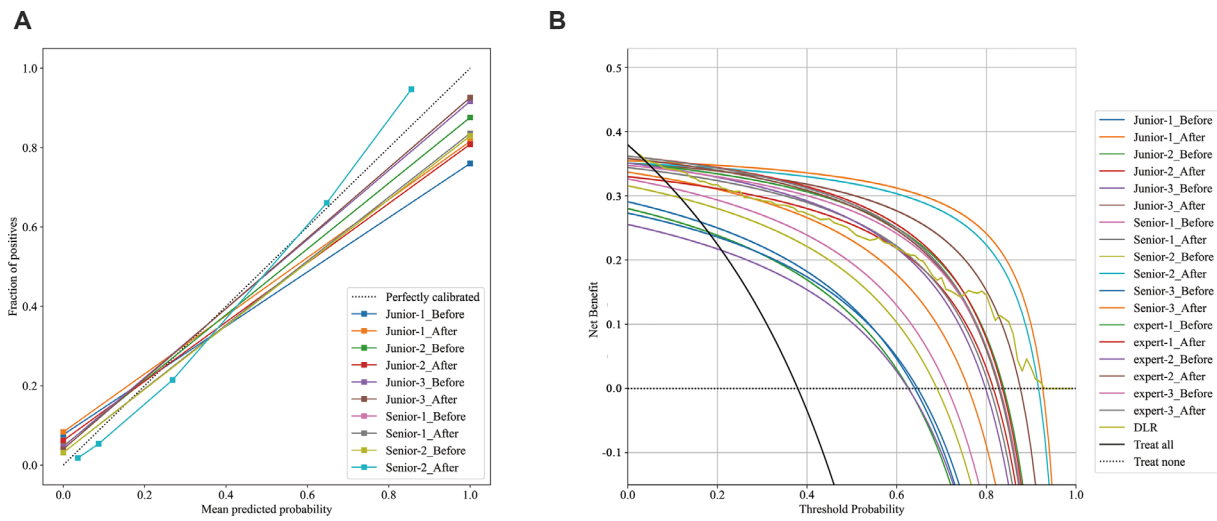 A
1.0
0.8
0.6
0.4
0.2
0.0
Fraction of positives
0.0
0.2
0.4
0.6
0.8
1.0
Mean predicted probability
Perfectly calibrated
Junior-1_Before
Junior-1_After
Junior-2_Before
Junior-2_After
Junior-3_Before
Junior-3_After
Senior-1_Before
Senior-1_After
Senior-2_Before
Senior-2_After
B
0.5
0.4
0.3
0.2
0.1
0.0
-0.1
Net Benefit
0.0
0.2
0.4
0.6
0.8
1.0
Threshold Probability
Junior-1_Before
Junior-1_After
Junior-2_Before
Junior-2_After
Junior-3_Before
Junior-3_After
Senior-1_Before
Senior-1_After
Senior-2_Before
Senior-2_After
Senior-3_Before
Senior-3_After
expert-1_Before
expert-1_After
expert-2_Before
expert-2_After
expert-3_Before
expert-3_After
DLR
Treat all
Treat none